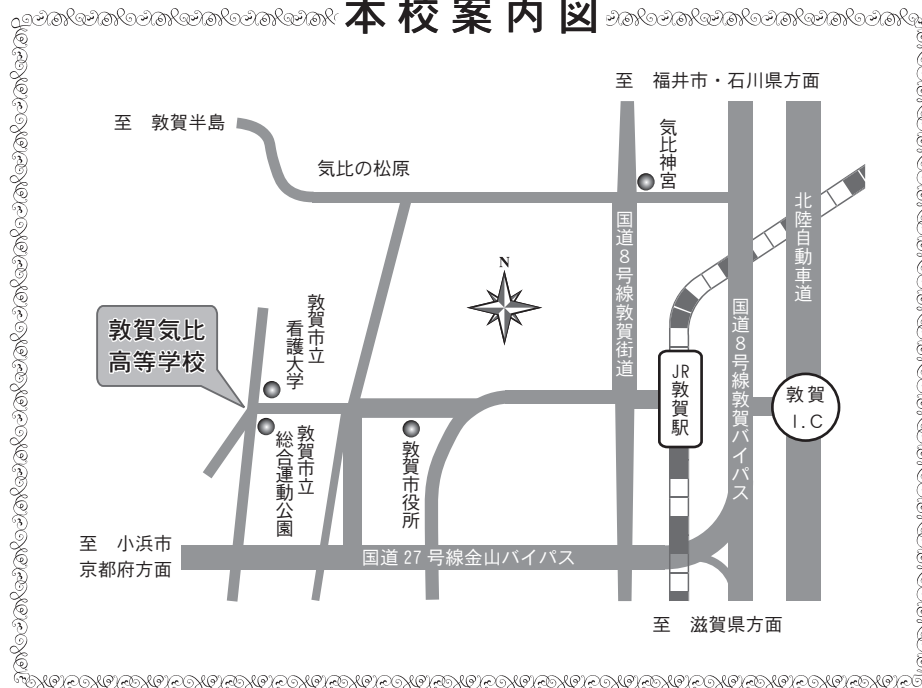 本校案内図
至　福井市・石川県方面
至　敦賀半島
気比の松原
気比神宮
国道８号線敦賀街道
北陸自動車道
N
敦賀市立
看護大学
敦賀気比
高等学校
国道８号線敦賀バイパス
JR
敦賀駅
敦賀
I.C
敦賀市立
総合運動公園
敦賀市役所
至　小浜市
京都府方面
国道27号線金山バイパス
至　滋賀県方面